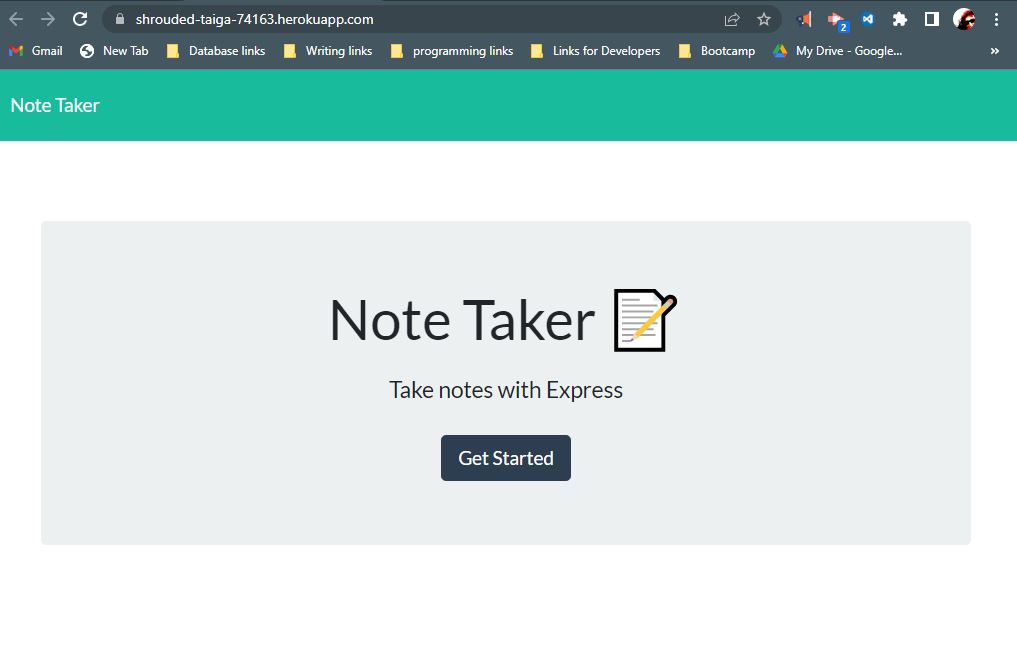 shrouded-taiga-74163.herokuapp.com
2
Gmail New Tab Database links Writing links programming links Links for Developers Bootcamp My Drive - Google... »
Note Taker
Note Taker
Take notes with Express
Get Started